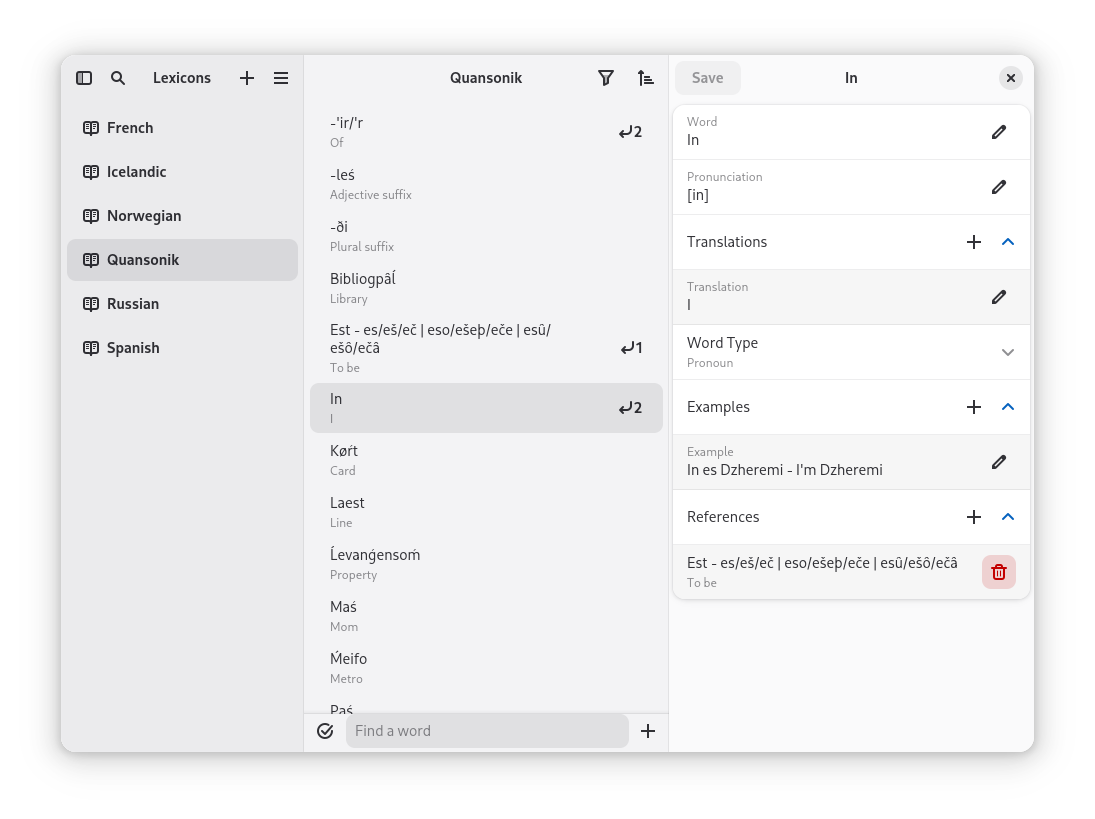 Lexicons
French
Icelandic
Norwegian
Quansonik
Russian
Spanish
Quansonik
-'ir/'r
2
Of
-leś
Adjective suffix
-ði
Plural suffix
Bibliogpâĺ
Library
Est - es/eš/eč | eso/ešeþ/eče | esû/
ešô/ečâ
1
To be
In
2
I
Køŕt
Card
Laest
Line
Ĺevanǵensoḿ
Property
Maś
Mom
Ḿeifo
Metro
Paś
Find a word
Save
In
Word
In
Pronunciation
[in]
Translations
Translation
I
Word Type
Pronoun
Examples
Example
In es Dzheremi - I'm Dzheremi
References
Est - es/eš/eč | eso/ešeþ/eče | esû/ešô/ečâ
To be